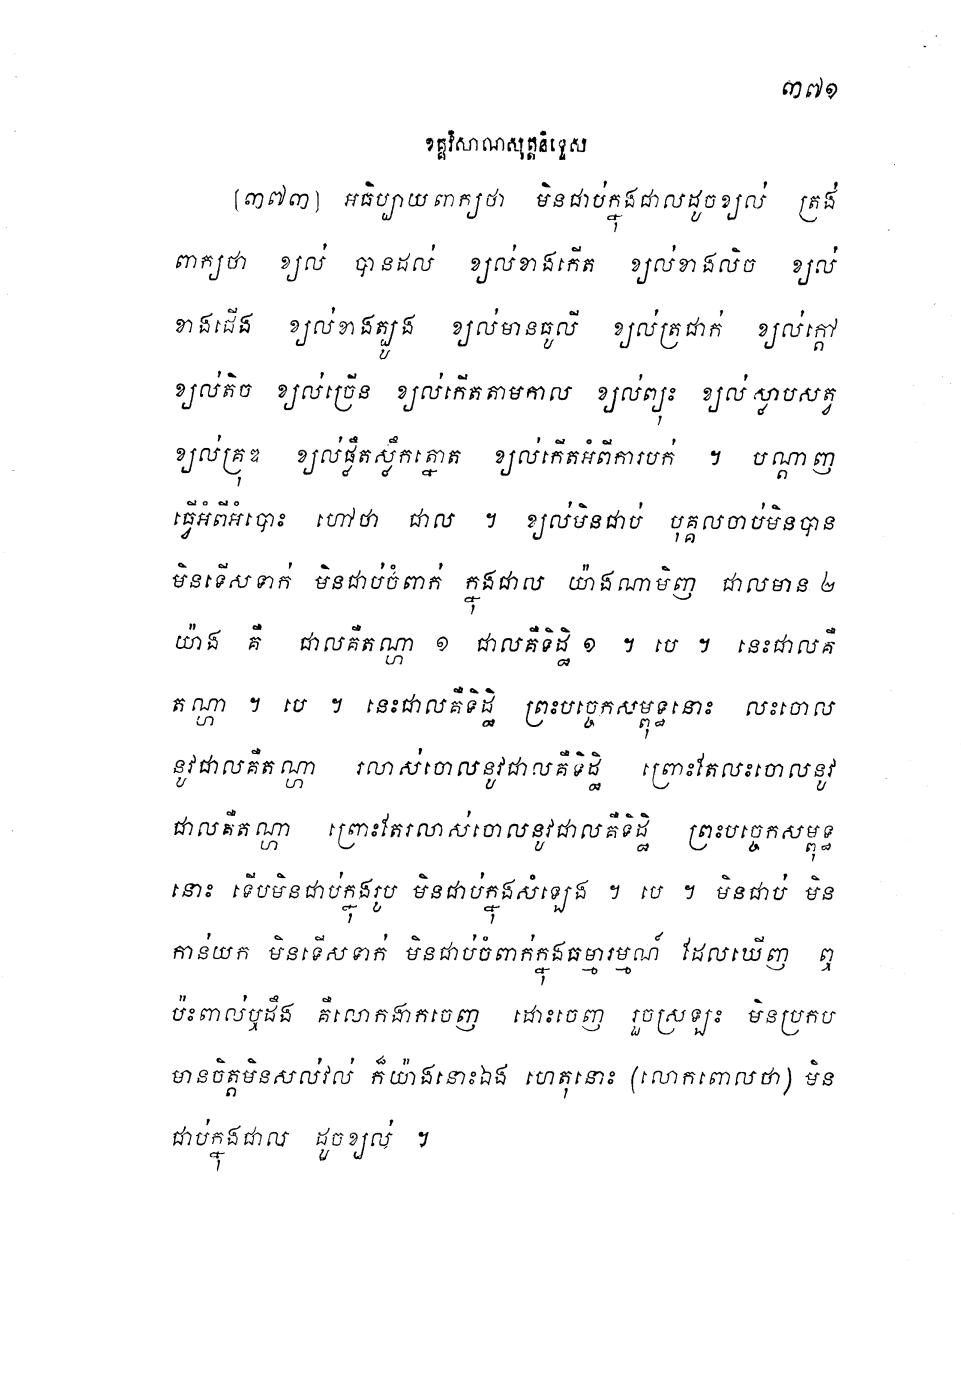 ៣៧១
ខគ្គវិសាណសុត្តនិទ្ទេស
(៣៧៣) អធិប្បាយពាក្យថា មិនជាប់ក្នុងជាលដូចខ្យល់ ត្រង់
ពាក្យថា ខ្យល់ បានដល់ ខ្យល់ខាងកើត ខ្យល់ខាងលិច ខ្យល់
ខាងជើង ខ្យល់ខាងត្បូង ខ្យល់មានធូលី ខ្យល់ត្រជាក់ ខ្យល់ក្តៅ
ខ្យល់តិច ខ្យល់ច្រើន ខ្យល់កើតតាមកាល ខ្យល់ព្យុះ ខ្យល់ស្លាបសត្វ
ខ្យល់គ្រុឌ ខ្យល់ផ្លិតស្លឹកត្នោត ខ្យល់កើតអំពីការបក់ ។ បណ្តាញ
ធ្វើអំពីអំបោះ ហៅថា ជាល ។ ខ្យល់មិនជាប់ បុគ្គលចាប់មិនបាន
មិនទើសទាក់ មិនជាប់ចំពាក់ ក្នុងជាល យ៉ាងណាមិញ ជាលមាន ២
យ៉ាង គឺ ជាលគឺតណ្ហា ១ ជាលគឺទិដ្ឋិ ១ ។ បេ ។ នេះជាលគឺ
តណ្ហា ។ បេ ។ នេះជាលគឺទិដ្ឋិ ព្រះបច្ចេកសម្ពុទ្ធនោះ លះចោល
នូវជាលគឺតណ្ហា រលាស់ចោលនូវជាលគឺទិដ្ឋិ ព្រោះតែលះចោលនូវ
ជាលគឺតណ្ហា ព្រោះតែរលាស់ចោលនូវជាលគឺទិដ្ឋិ ព្រះបច្ចេកសម្ពុទ្ធ
នោះ ទើបមិនជាប់ក្នុងរូប មិនជាប់ក្នុងសំឡេង ។ បេ ។ មិនជាប់ មិន
កាន់យក មិនទើសទាក់ មិនជាប់ចំពាក់ក្នុងធម្មារម្មណ៍ ដែលឃើញ ឮ
ប៉ះពាល់ឬដឹង គឺលោកងាកចេញ ដោះចេញ រួចស្រឡះ មិនប្រកប
មានចិត្តមិនសល់វល់ ក៏យ៉ាងនោះឯង ហេតុនោះ (លោកពោលថា) មិន
ជាប់ក្នុងជាល ដូចខ្យល់ ។